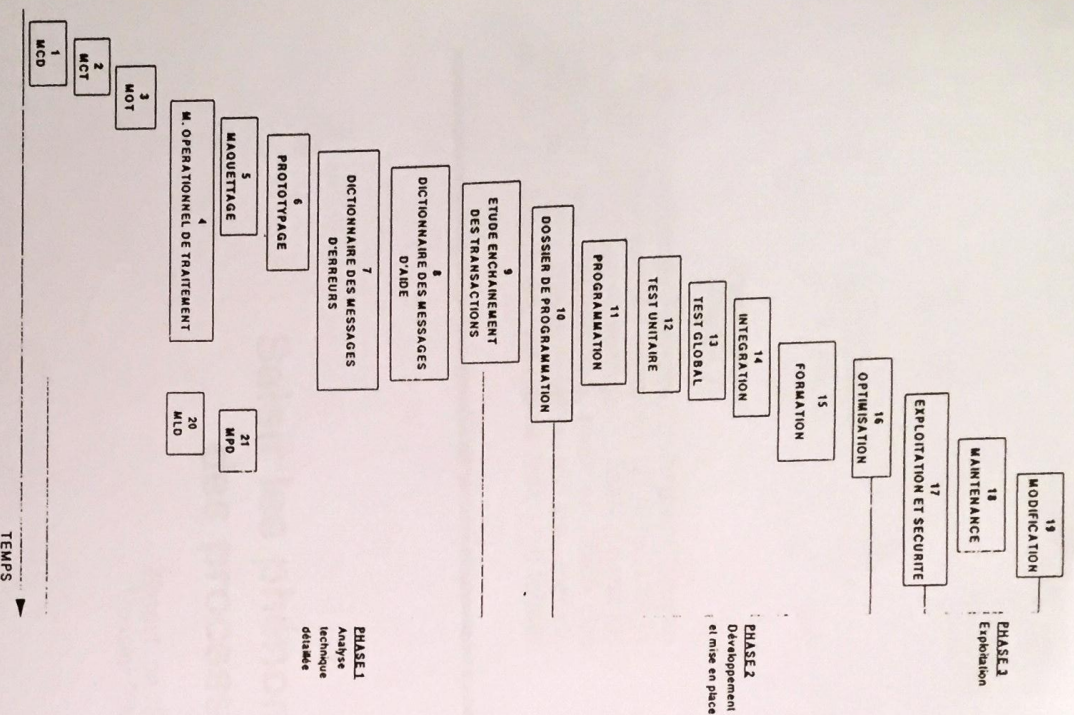 19
MODIFICATION
18
MAINTENANCE
17
EXPLOITATION ET SECURITE
16
OPTIMISATION
15
FORMATION
14
INTEGRATION
13
TEST GLOBAL
12
TEST UNITAIRE
11
PROGRAMMATION
10
DOSSIER DE PROGRAMMATION
9
ETUDE ENCHAINEMENT
DES TRANSACTIONS
8
DICTIONNAIRE DES MESSAGES
D'AIDE
7
DICTIONNAIRE DES MESSAGES
D'ERREURS
6
PROTOTYPAGE
5
MAQUETTAGE
4
M. OPERATIONNEL DE TRAITEMENT
3
MOT
2
MCT
1
MCD
21
MPD
20
MLD
PHASE 3
Exploitation
PHASE 2
Développement
et mise en place
PHASE 1
Analyse
technique
détaillée
TEMPS